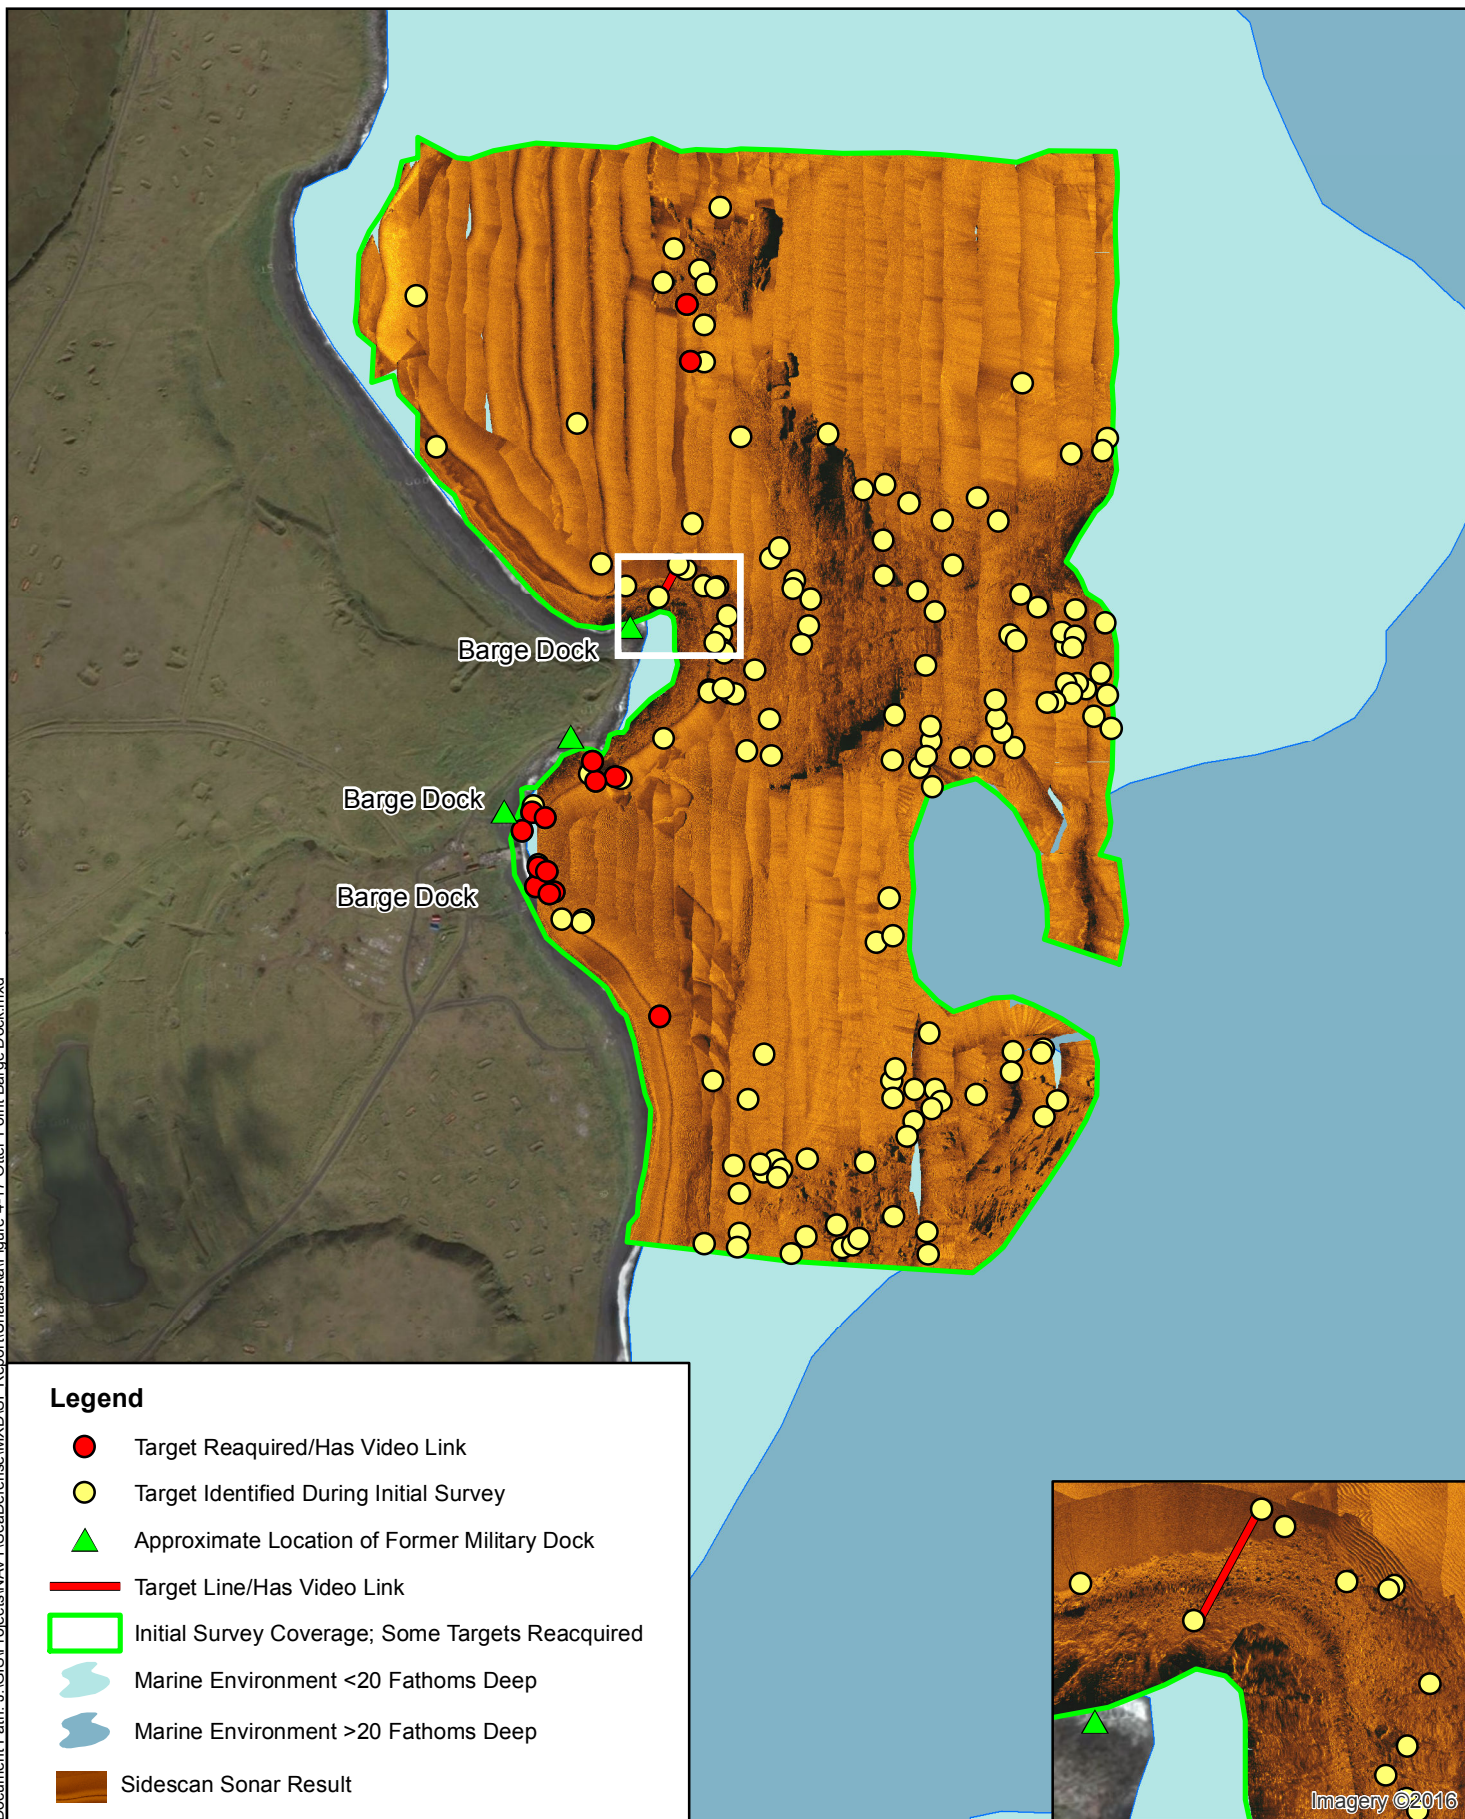 Barge Dock
Barge Dock
Barge Dock
Legend
Target Reaquired/Has Video Link
Target Identified During Initial Survey
Approximate Location of Former Military Dock
Target Line/Has Video Link
Initial Survey Coverage; Some Targets Reacquired
Marine Environment <20 Fathoms Deep
Marine Environment >20 Fathoms Deep
Sidescan Sonar Result
Imagery ©2016